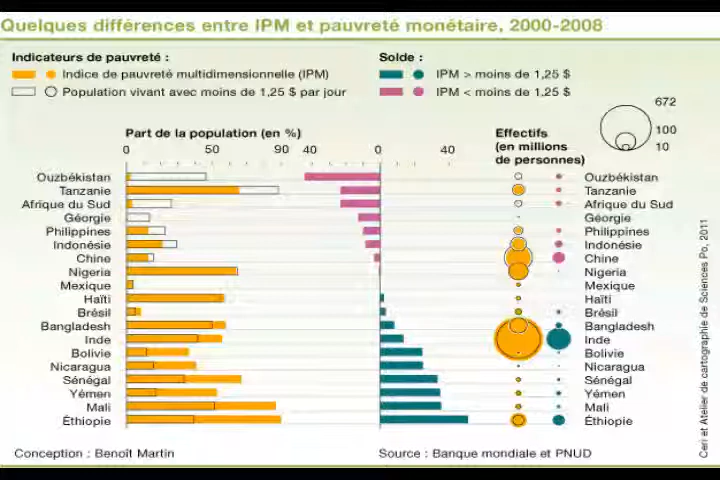 Quelques différences entre IPM et pauvreté monétaire, 2000-2008
Indicateurs de pauvreté :
Indice de pauvreté multidimensionnelle (IPM)
Population vivant avec moins de 1,25 $ par jour
Solde :
IPM > moins de 1,25 $
IPM < moins de 1,25 $
672
100
10
Part de la population (en %)
Effectifs
(en millions
de personnes)
0 50 90 40 0 40
Ouzbékistan Ouzbékistan
Tanzanie Tanzanie
Afrique du Sud Afrique du Sud
Géorgie Géorgie
Philippines Philippines
Indonésie Indonésie
Chine Chine
Nigeria Nigeria
Mexique Mexique
Haïti Haïti
Brésil Brésil
Bangladesh Bangladesh
Inde Inde
Bolivie Bolivie
Nicaragua Nicaragua
Sénégal Sénégal
Yémen Yémen
Mali Mali
Éthiopie Éthiopie
Ceri et Atelier de cartographie de Sciences Po, 2011
Conception : Benoît Martin
Source : Banque mondiale et PNUD